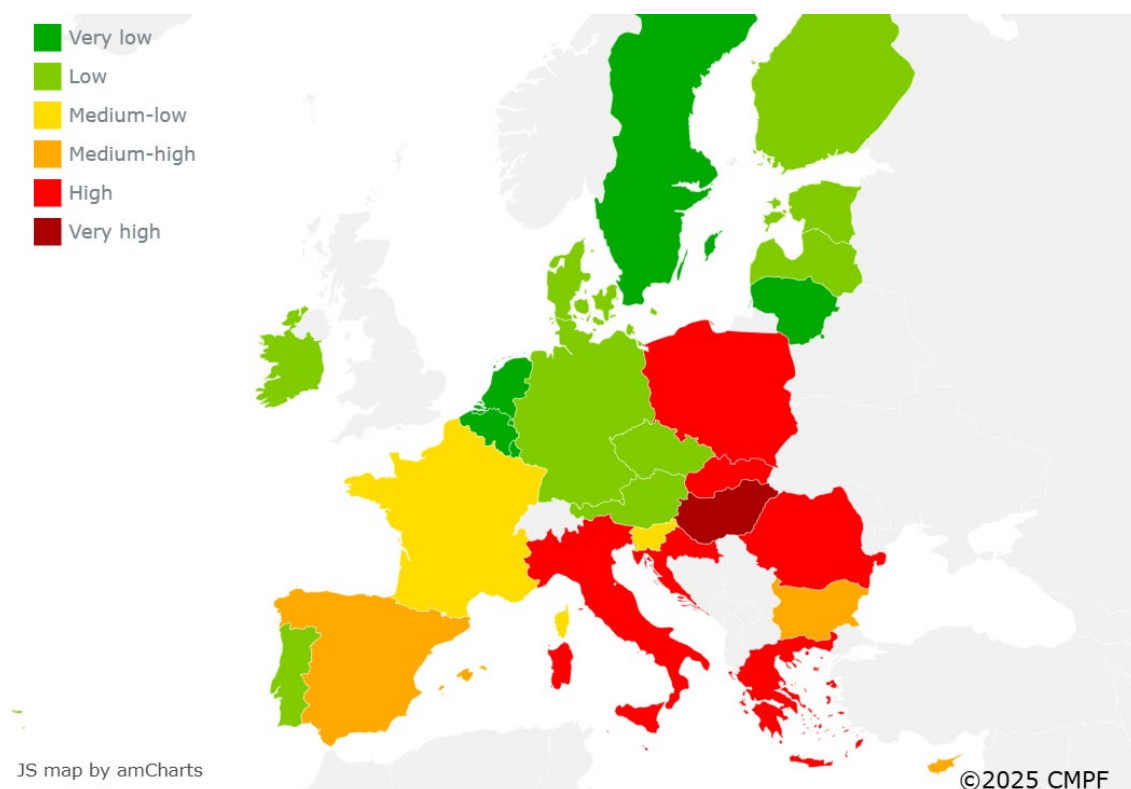 Very low
Low
Medium-low
Medium-high
High
Very high
JS map by amCharts
©2025 CMPF